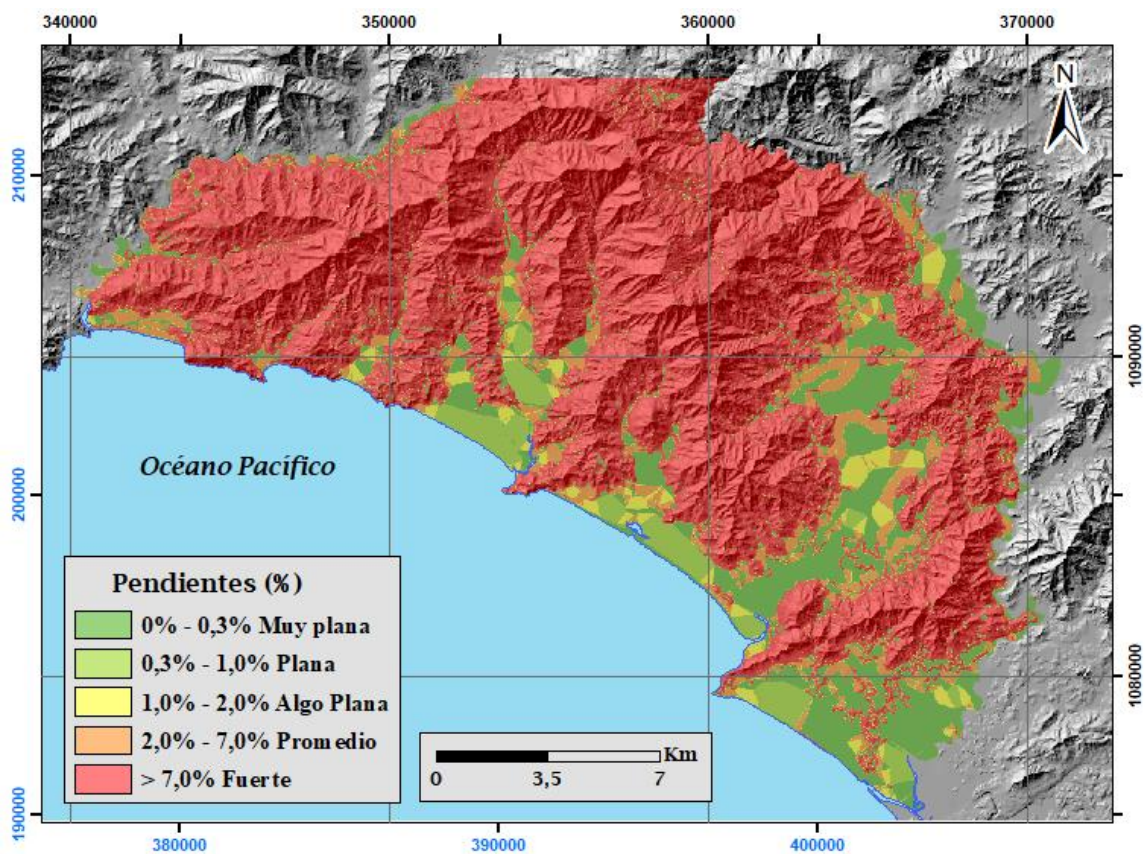 340000 350000 360000 370000
N
210000
1090000
Océano Pacífico
200000
Pendientes (%)
0% - 0,3% Muy plana
0,3% - 1,0% Plana
1,0% - 2,0% Algo Plana
2,0% - 7,0% Promedio
> 7,0% Fuerte
Km
0 3,5 7
1080000
190000
380000 390000 400000